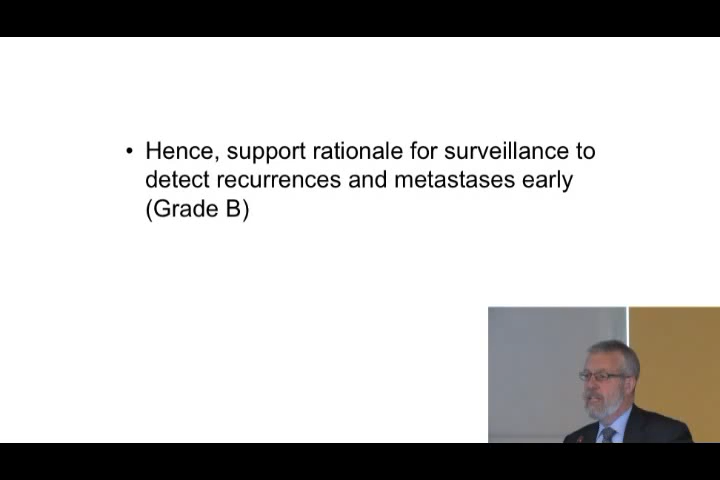 • Hence, support rationale for surveillance to
detect recurrences and metastases early
(Grade B)